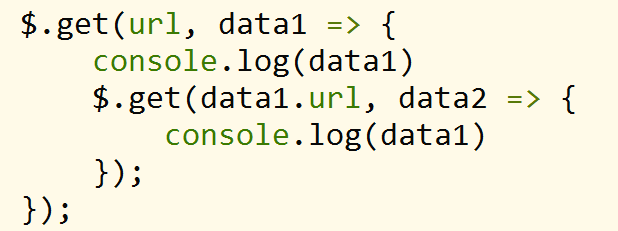 $.get(url, data1 => {
    console.log(data1)
    $.get(data1.url, data2 => {
        console.log(data1)
    });
});